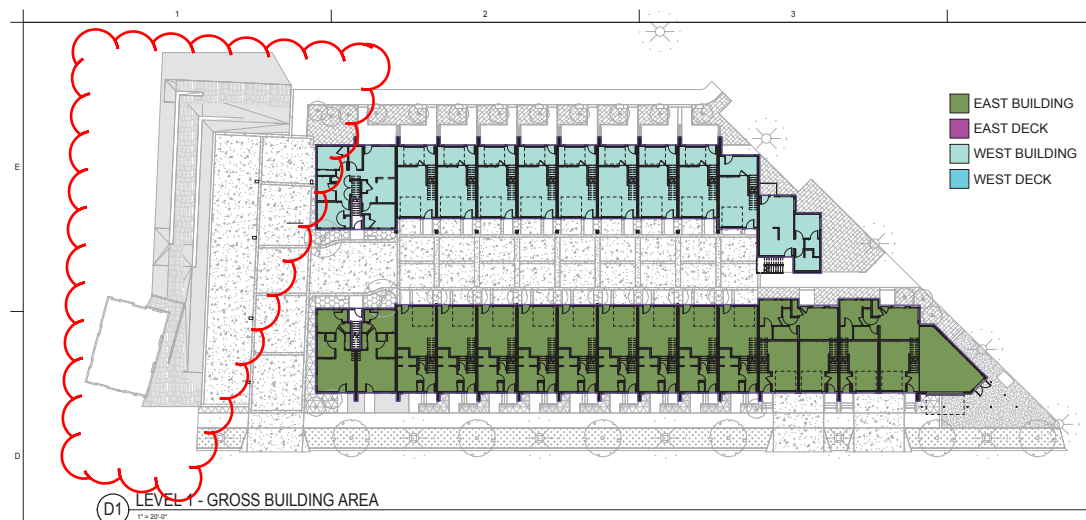 1 2 3
EAST BUILDING
EAST DECK
WEST BUILDING
WEST DECK
E
D
D1 LEVEL 1 - GROSS BUILDING AREA
1" = 20'-0"